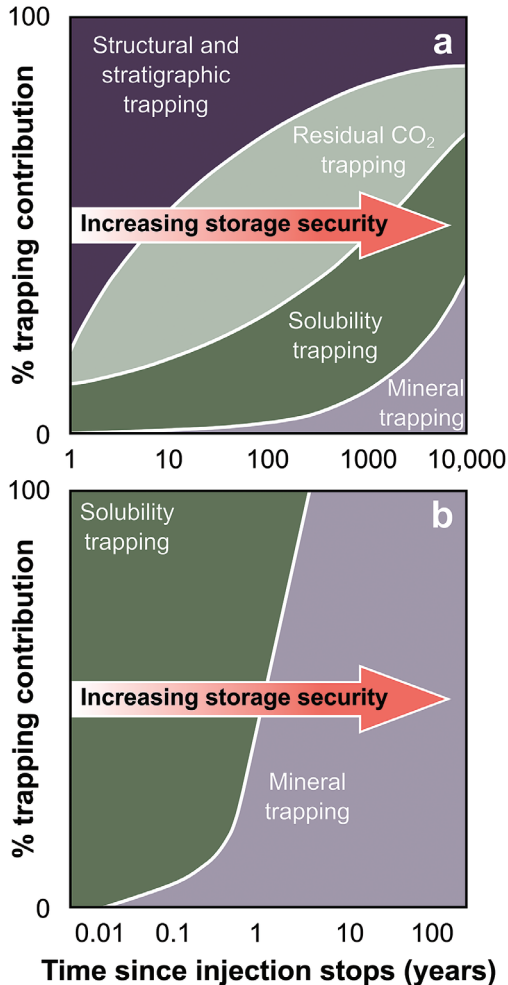 100
a
Structural and
stratigraphic
trapping
Residual CO₂
trapping
Increasing storage security
Solubility
trapping
Mineral
trapping
% trapping contribution
0
1 10 100 1000 10,000
100
b
Solubility
trapping
Increasing storage security
Mineral
trapping
% trapping contribution
0
0.01 0.1 1 10 100
Time since injection stops (years)